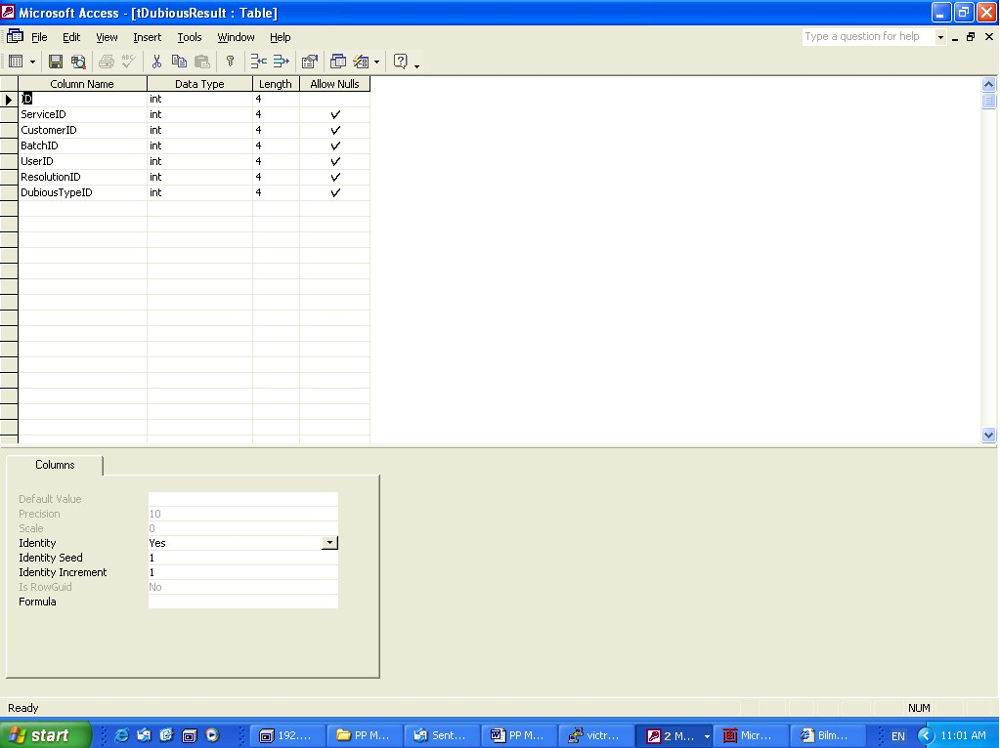 Microsoft Access - [tDubiousResult : Table]
File Edit View Insert Tools Window Help Type a question for help
Column Name Data Type Length Allow Nulls
ID int 4
ServiceID int 4 ✓
CustomerID int 4 ✓
BatchID int 4 ✓
UserID int 4 ✓
ResolutionID int 4 ✓
DubiousTypeID int 4 ✓
Columns
Default Value
Precision 10
Scale 0
Identity Yes
Identity Seed 1
Identity Increment 1
Is RowGuid No
Formula
Ready NUM
start 192.... PP M... Sent... PP M... victr... 2 M... Micr... Bilm... EN 11:01 AM